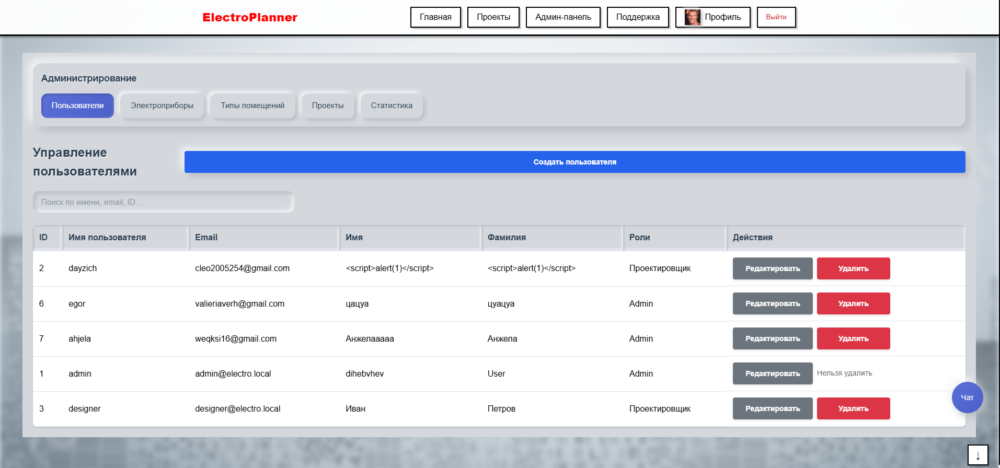 ElectroPlanner
Главная
Проекты
Админ-панель
Поддержка
Профиль
Выйти
Администрирование
Пользователи
Электроприборы
Типы помещений
Проекты
Статистика
Управление
пользователями
Создать пользователя
Поиск по имени, email, ID...
ID Имя пользователя Email Имя Фамилия Роли Действия
2 dayzich cleo2005254@gmail.com <script>alert(1)</script> <script>alert(1)</script> Проектировщик Редактировать Удалить
6 egor valieriaverh@gmail.com цацуа цуацуа Admin Редактировать Удалить
7 ahjela weqksi16@gmail.com Анжелааааа Анжела Admin Редактировать Удалить
1 admin admin@electro.local dihebvhev User Admin Редактировать Нельзя удалить
3 designer designer@electro.local Иван Петров Проектировщик Редактировать Удалить
Чат
↓